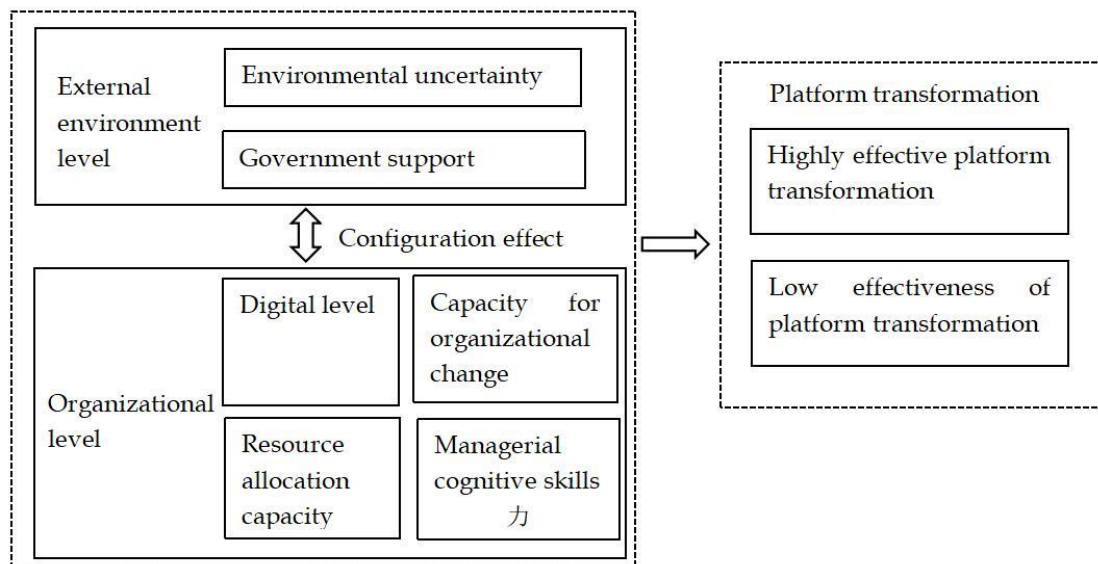 External
environment
level
Environmental uncertainty
Government support
Configuration effect
Organizational
level
Digital level
Capacity for
organizational
change
Resource
allocation
capacity
Managerial
cognitive skills
力
Platform transformation
Highly effective platform
transformation
Low effectiveness of
platform transformation